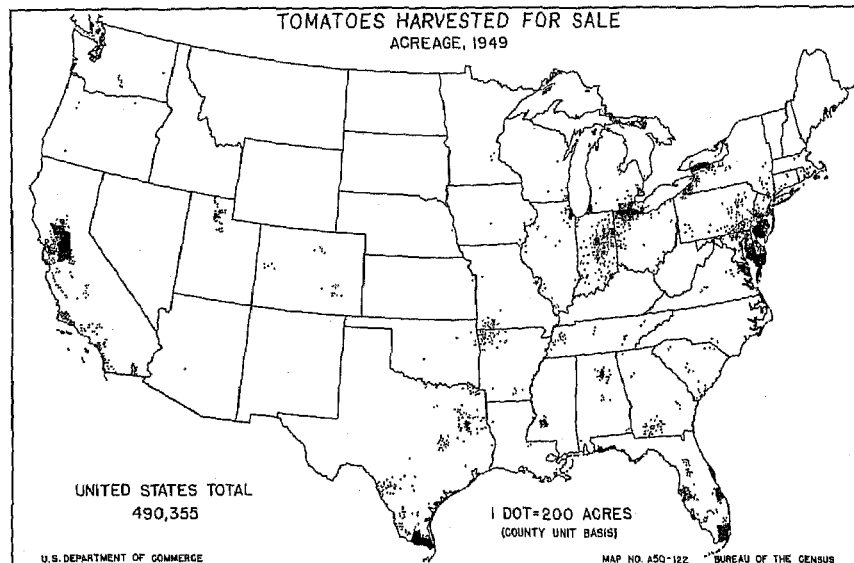 TOMATOES HARVESTED FOR SALE
ACREAGE, 1949
UNITED STATES TOTAL
490,355
1 DOT=200 ACRES
(COUNTY UNIT BASIS)
U.S. DEPARTMENT OF COMMERCE
MAP NO. A50-122
BUREAU OF THE CENSUS